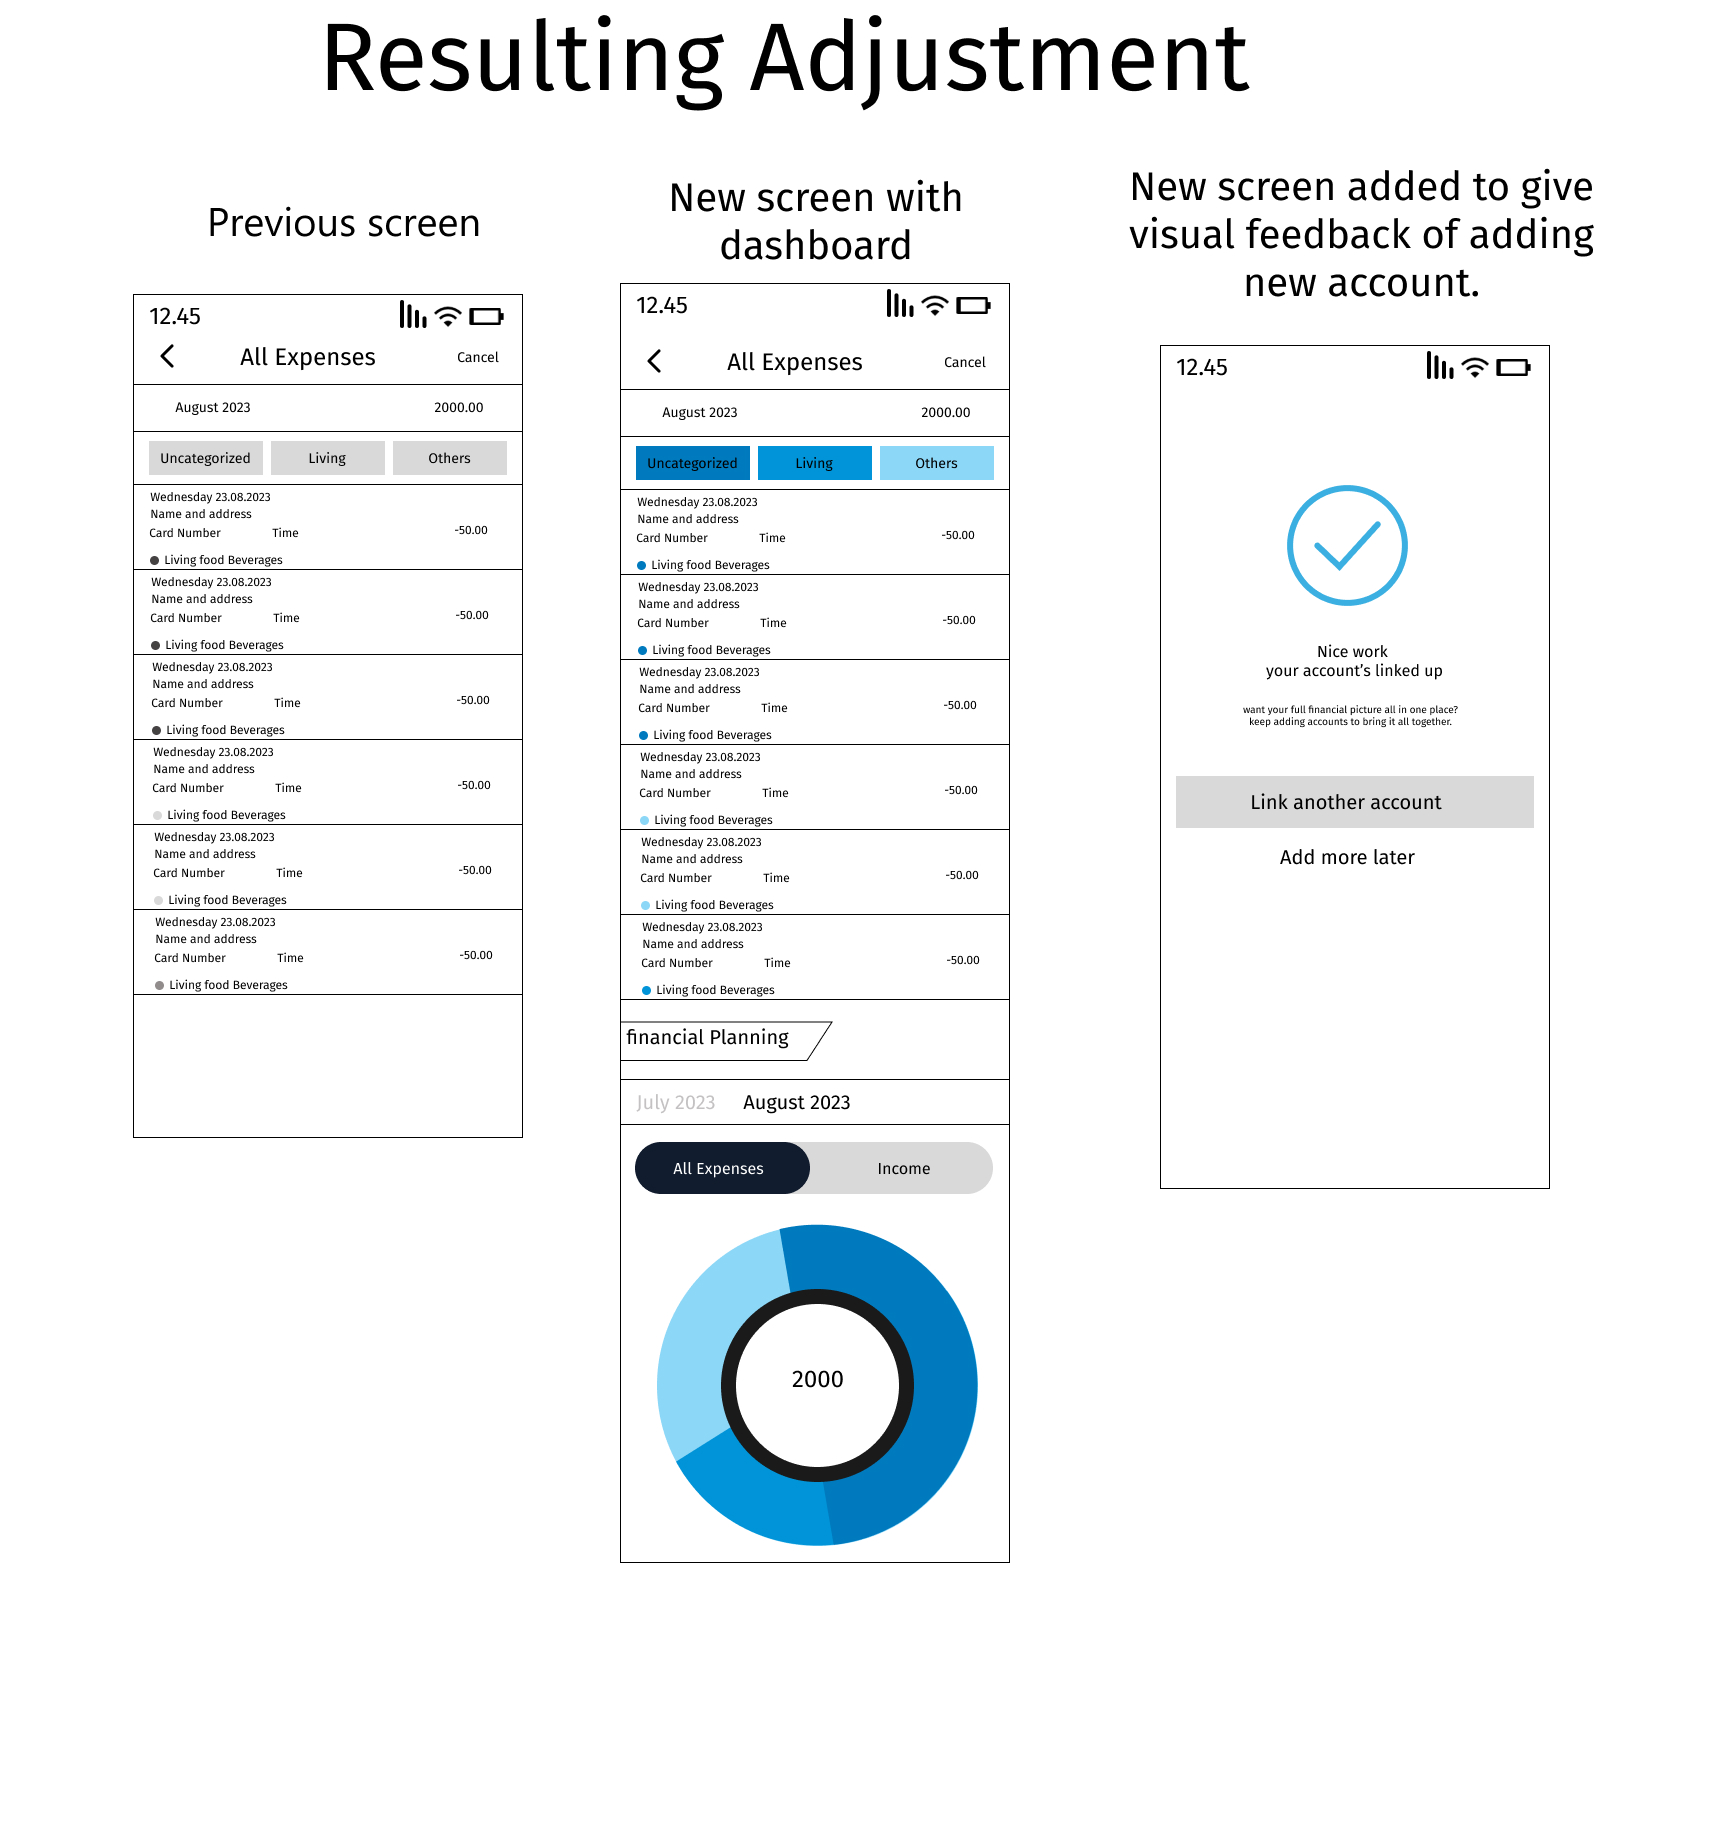 Resulting Adjustment
Previous screen
12.45
All Expenses
Cancel
August 2023
2000.00
Uncategorized
Living
Others
Wednesday 23.08.2023
Name and address
Card Number
Time
-50.00
Living food Beverages
Wednesday 23.08.2023
Name and address
Card Number
Time
-50.00
Living food Beverages
Wednesday 23.08.2023
Name and address
Card Number
Time
-50.00
Living food Beverages
Wednesday 23.08.2023
Name and address
Card Number
Time
-50.00
Living food Beverages
Wednesday 23.08.2023
Name and address
Card Number
Time
-50.00
Living food Beverages
Wednesday 23.08.2023
Name and address
Card Number
Time
-50.00
Living food Beverages
New screen with
dashboard
12.45
All Expenses
Cancel
August 2023
2000.00
Uncategorized
Living
Others
Wednesday 23.08.2023
Name and address
Card Number
Time
-50.00
Living food Beverages
Wednesday 23.08.2023
Name and address
Card Number
Time
-50.00
Living food Beverages
Wednesday 23.08.2023
Name and address
Card Number
Time
-50.00
Living food Beverages
Wednesday 23.08.2023
Name and address
Card Number
Time
-50.00
Living food Beverages
Wednesday 23.08.2023
Name and address
Card Number
Time
-50.00
Living food Beverages
Wednesday 23.08.2023
Name and address
Card Number
Time
-50.00
Living food Beverages
financial Planning
July 2023
August 2023
All Expenses
Income
2000
New screen added to give
visual feedback of adding
new account.
12.45
Nice work
your account’s linked up
want your full financial picture all in one place?
keep adding accounts to bring it all together.
Link another account
Add more later